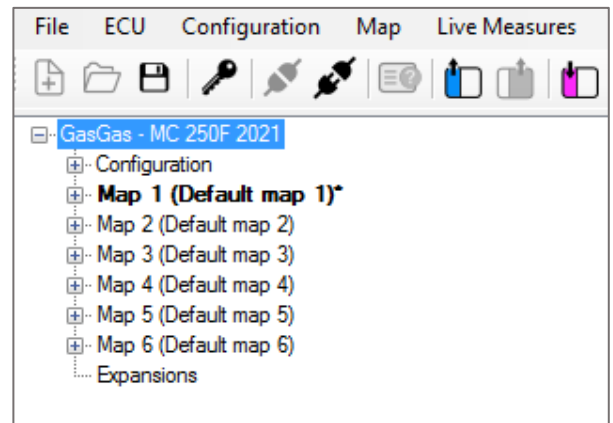 File ECU Configuration Map Live Measures
GasGas - MC 250F 2021
Configuration
Map 1 (Default map 1)*
Map 2 (Default map 2)
Map 3 (Default map 3)
Map 4 (Default map 4)
Map 5 (Default map 5)
Map 6 (Default map 6)
Expansions